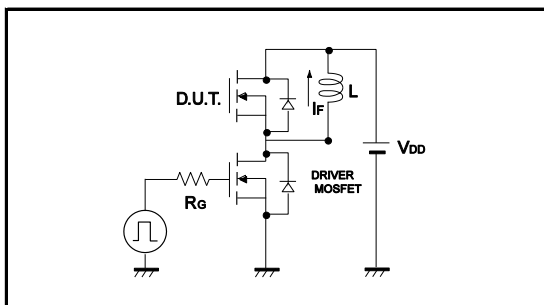 D.U.T.
IF
L
VDD
DRIVER
MOSFET
RG